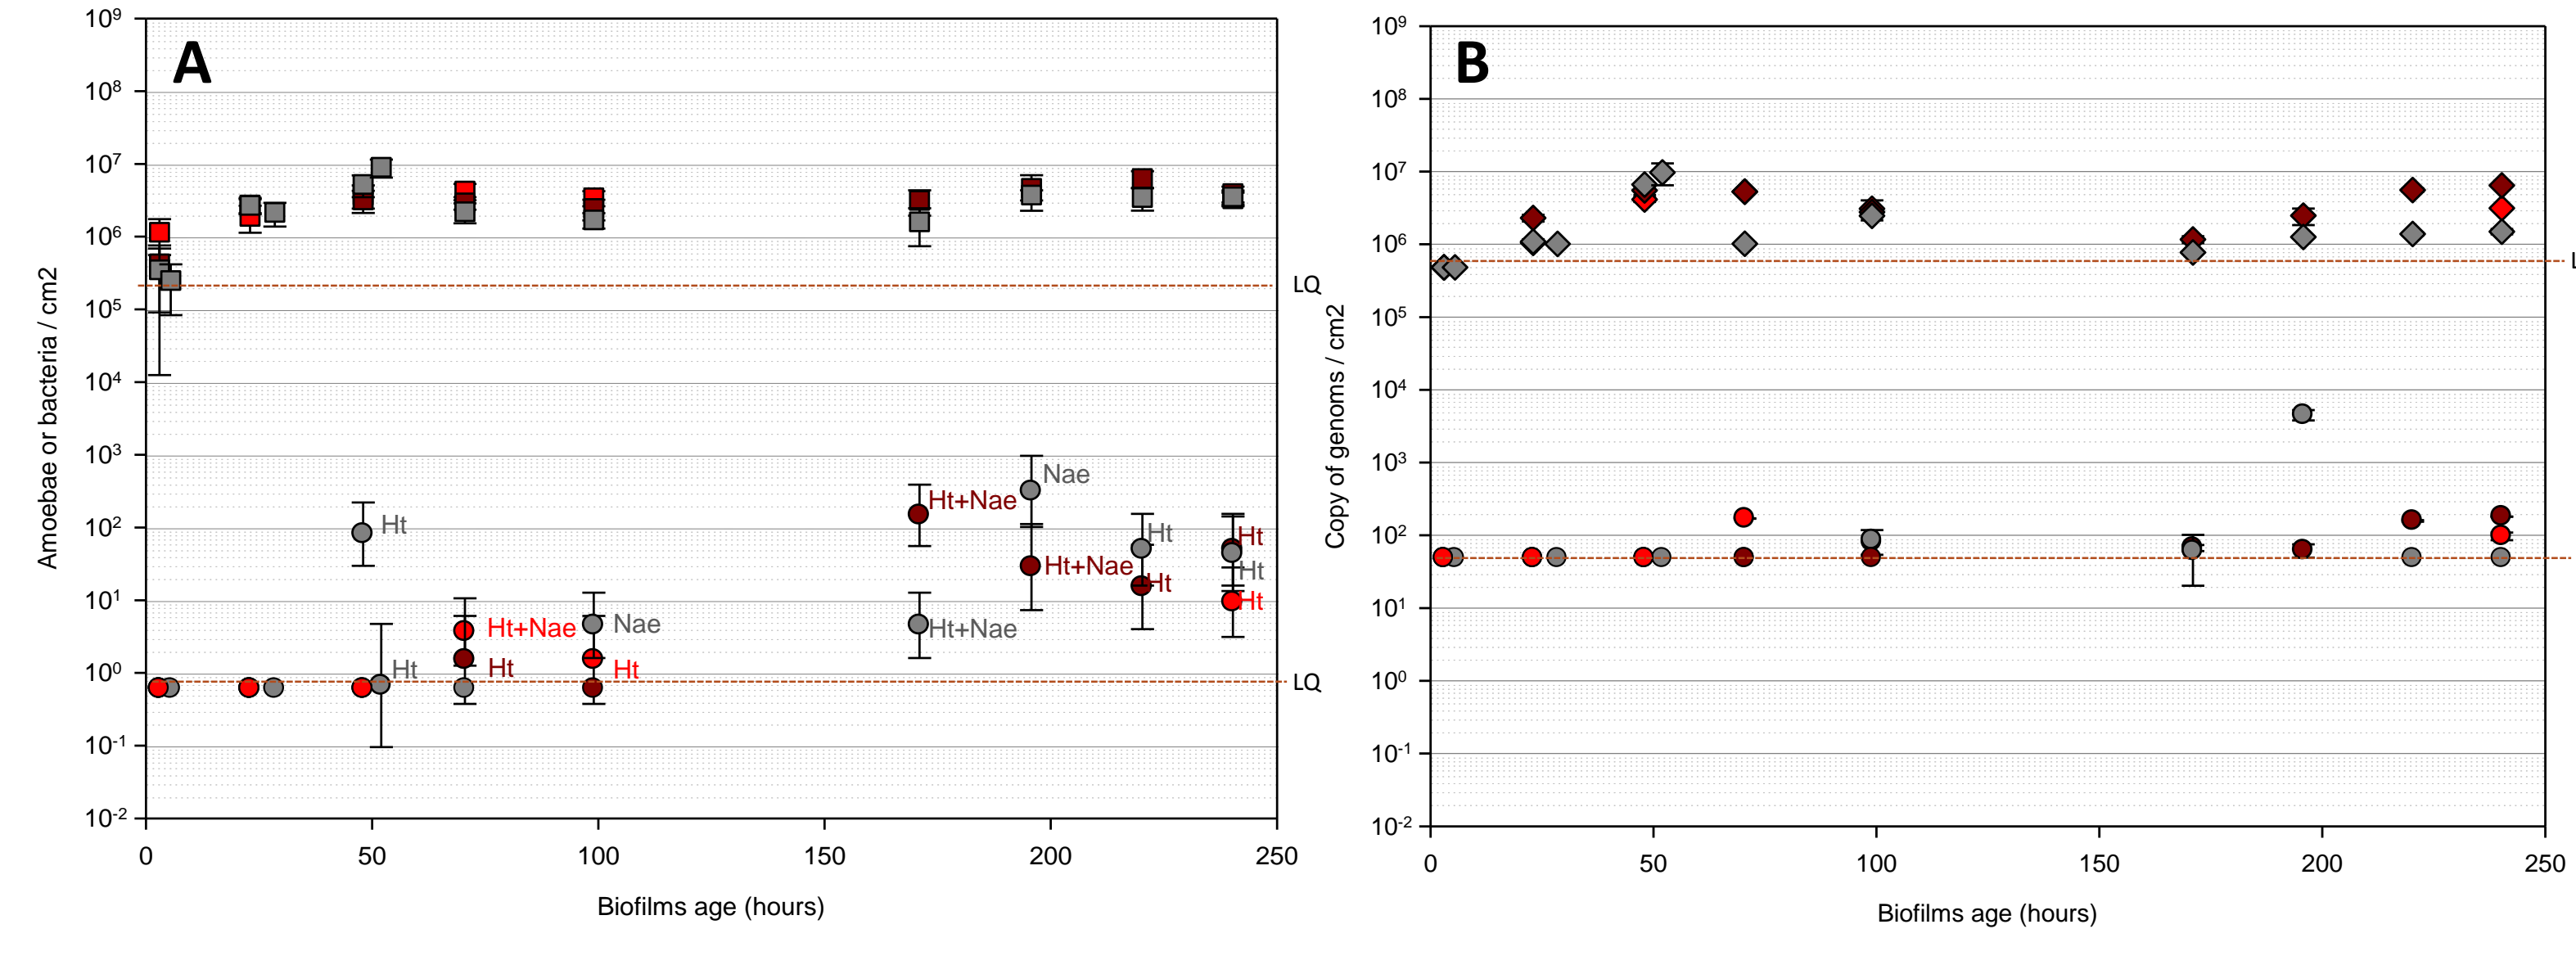 A
10⁹
10⁸
10⁷
10⁶
10⁵
10⁴
10³
10²
10¹
10⁰
10⁻¹
10⁻²
Amoebae or bacteria / cm2
LQ
LQ
Ht
Ht
Ht+Nae
Ht
Nae
Ht
Ht+Nae
Ht+Nae
Nae
Ht+Nae
Ht
Ht
Ht
Ht
Ht
0 50 100 150 200 250
Biofilms age (hours)
B
10⁹
10⁸
10⁷
10⁶
10⁵
10⁴
10³
10²
10¹
10⁰
10⁻¹
10⁻²
Copy of genoms / cm2
0 50 100 150 200 250
Biofilms age (hours)